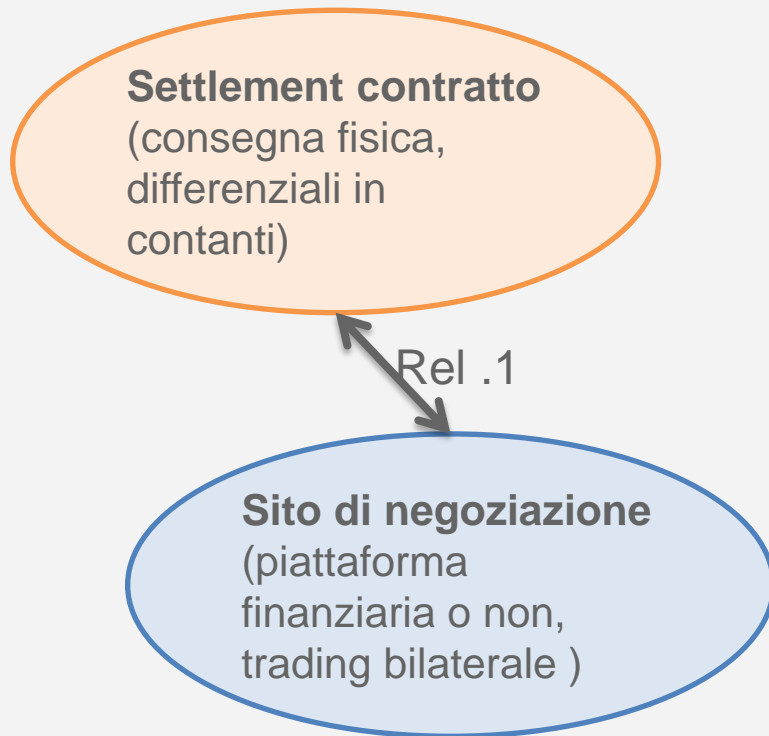 Settlement contratto
(consegna fisica,
differenziali in
contanti)
Rel .1
Sito di negoziazione
(piattaforma
finanziaria o non,
trading bilaterale )